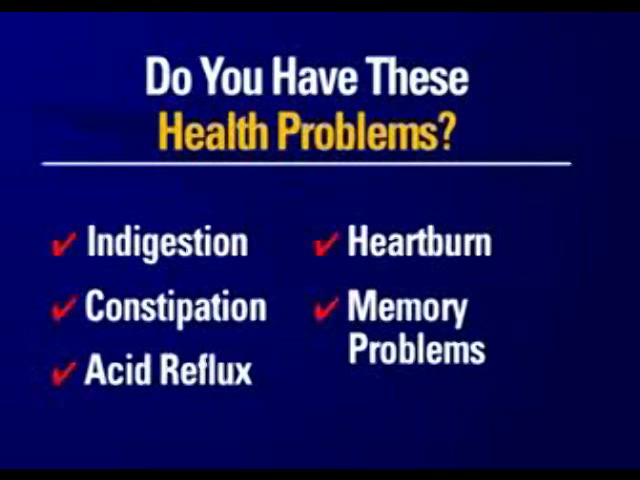 Do You Have These
Health Problems?
Indigestion
Constipation
Acid Reflux
Heartburn
Memory
Problems